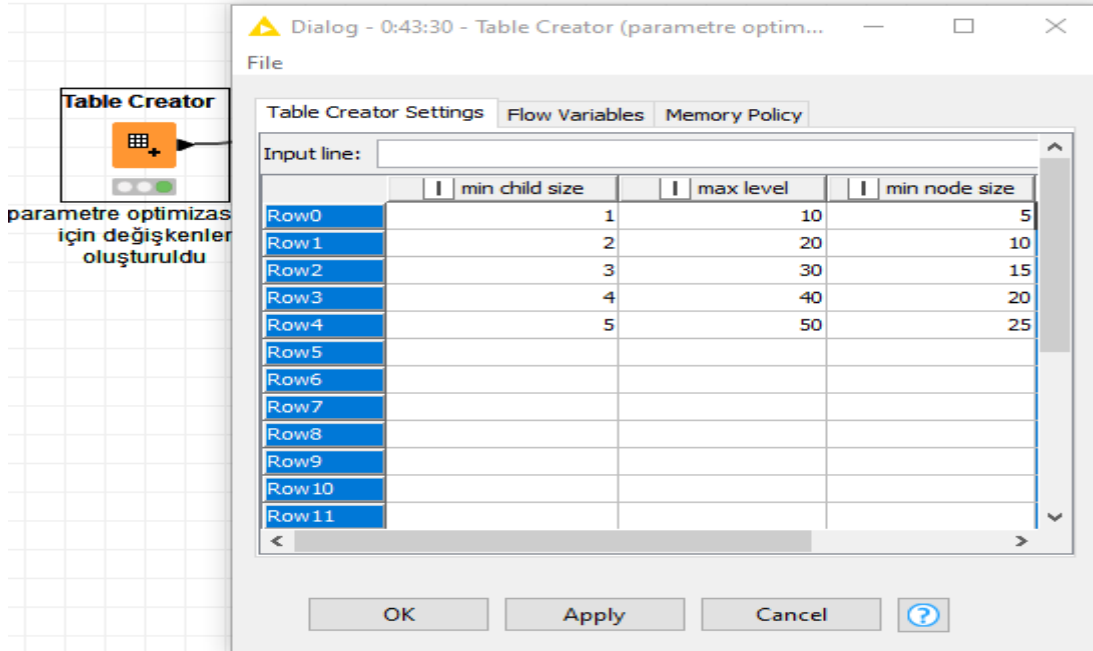 Dialog - 0:43:30 - Table Creator (parametre optim...
File
Table Creator
parametre optimizas
için değişkenler
oluşturuldu
Table Creator Settings Flow Variables Memory Policy
Input line:
I min child size I max level I min node size
Row0 1 10 5
Row1 2 20 10
Row2 3 30 15
Row3 4 40 20
Row4 5 50 25
Row5
Row6
Row7
Row8
Row9
Row10
Row11
OK Apply Cancel ?